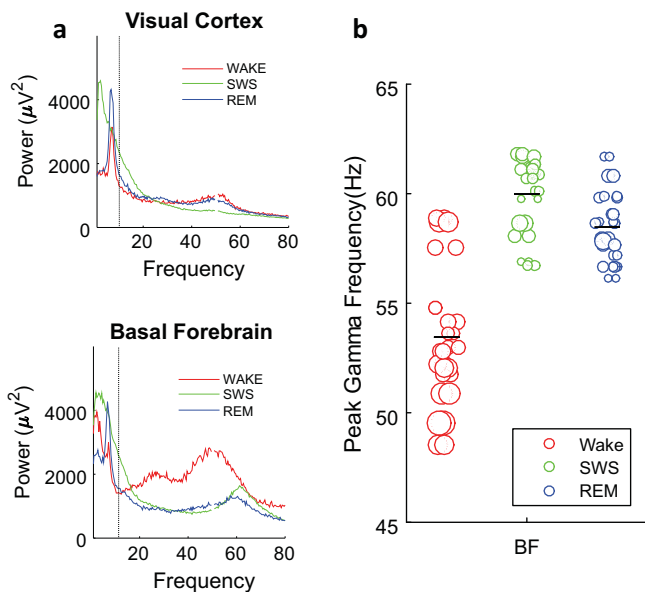 a
Visual Cortex
WAKE
SWS
REM
4000
2000
0
Power (μV²)
20 40 60 80
Frequency
Basal Forebrain
WAKE
SWS
REM
4000
2000
0
Power (μV²)
20 40 60 80
Frequency
b
65
60
55
50
45
Peak Gamma Frequency(Hz)
Wake
SWS
REM
BF